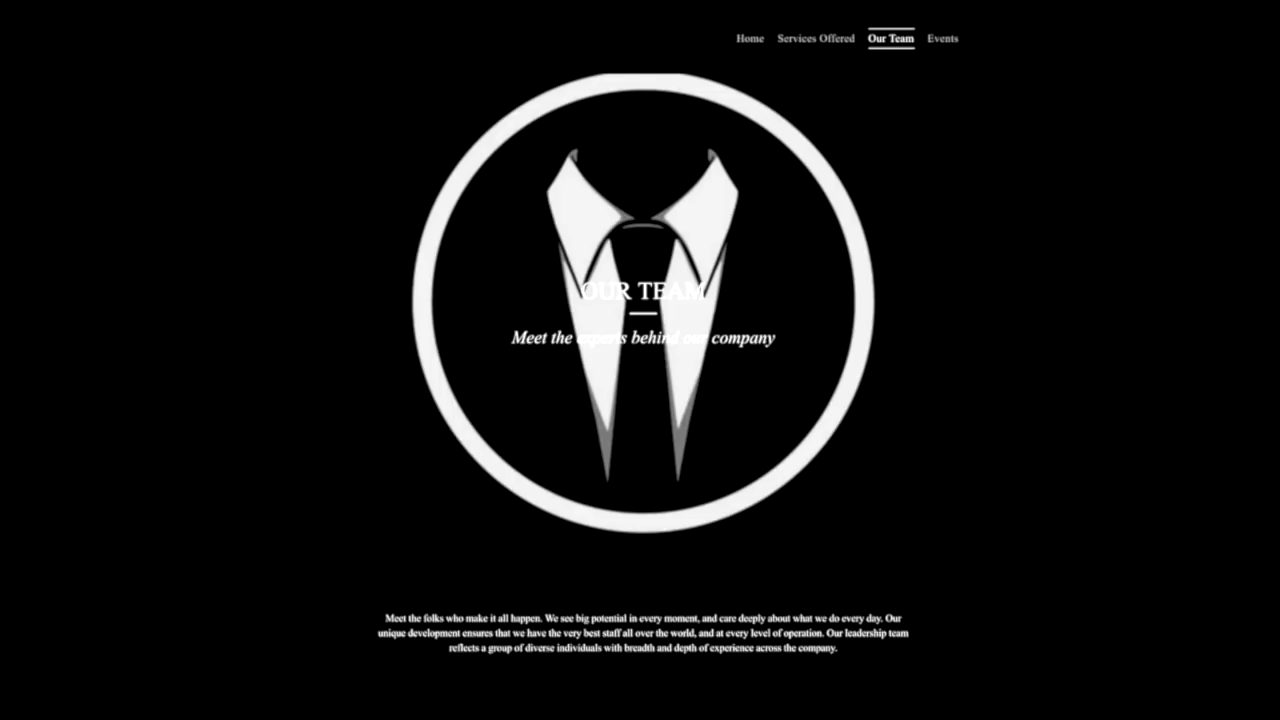 Home Services Offered Our Team Events
OUR TEAM
Meet the experts behind our company
Meet the folks who make it all happen. We see big potential in every moment, and care deeply about what we do every day. Our
unique development ensures that we have the very best staff all over the world, and at every level of operation. Our leadership team
reflects a group of diverse individuals with breadth and depth of experience across the company.